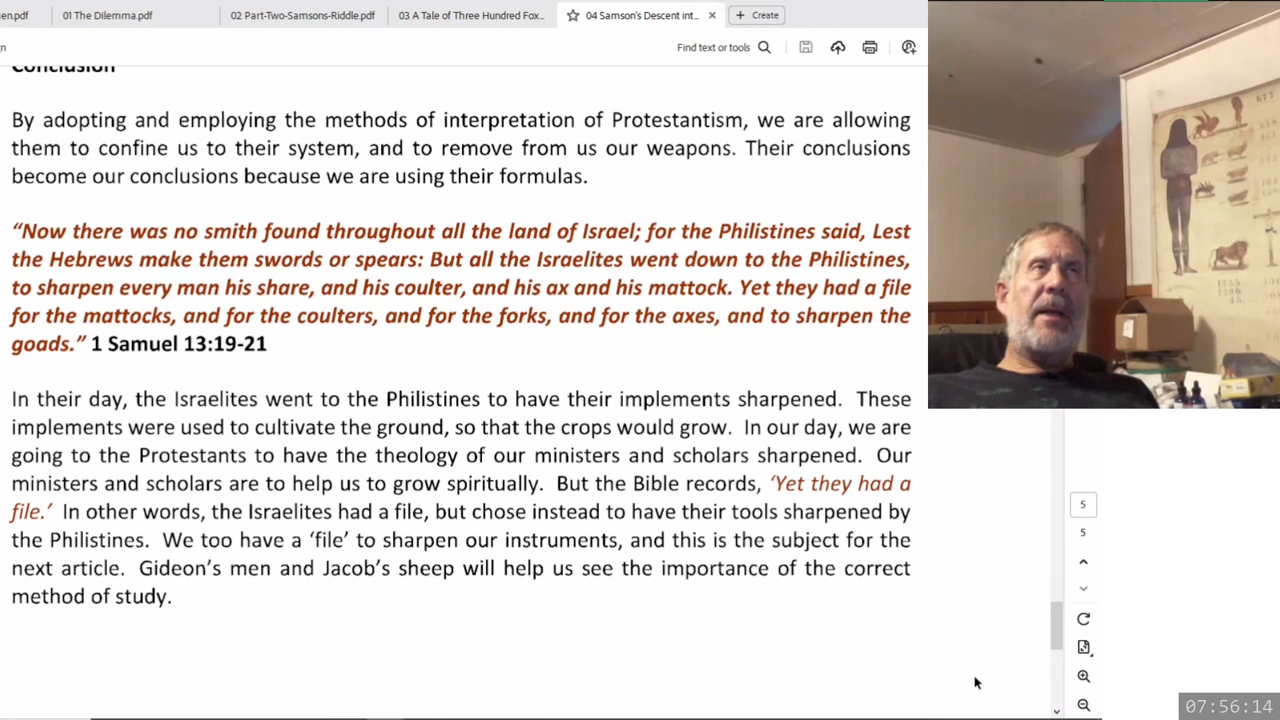 ien.pdf
01 The Dilemma.pdf
02 Part-Two-Samsons-Riddle.pdf
03 A Tale of Three Hundred Fox...
04 Samson's Descent int...
Create
Find text or tools
Conclusion
By adopting and employing the methods of interpretation of Protestantism, we are allowing
them to confine us to their system, and to remove from us our weapons. Their conclusions
become our conclusions because we are using their formulas.
“Now there was no smith found throughout all the land of Israel; for the Philistines said, Lest
the Hebrews make them swords or spears: But all the Israelites went down to the Philistines,
to sharpen every man his share, and his coulter, and his ax and his mattock. Yet they had a file
for the mattocks, and for the coulters, and for the forks, and for the axes, and to sharpen the
goads.” 1 Samuel 13:19-21
In their day, the Israelites went to the Philistines to have their implements sharpened. These
implements were used to cultivate the ground, so that the crops would grow. In our day, we are
going to the Protestants to have the theology of our ministers and scholars sharpened. Our
ministers and scholars are to help us to grow spiritually. But the Bible records, ‘Yet they had a
file.’ In other words, the Israelites had a file, but chose instead to have their tools sharpened by
the Philistines. We too have a ‘file’ to sharpen our instruments, and this is the subject for the
next article. Gideon’s men and Jacob’s sheep will help us see the importance of the correct
method of study.
677
5
5
07:56:14